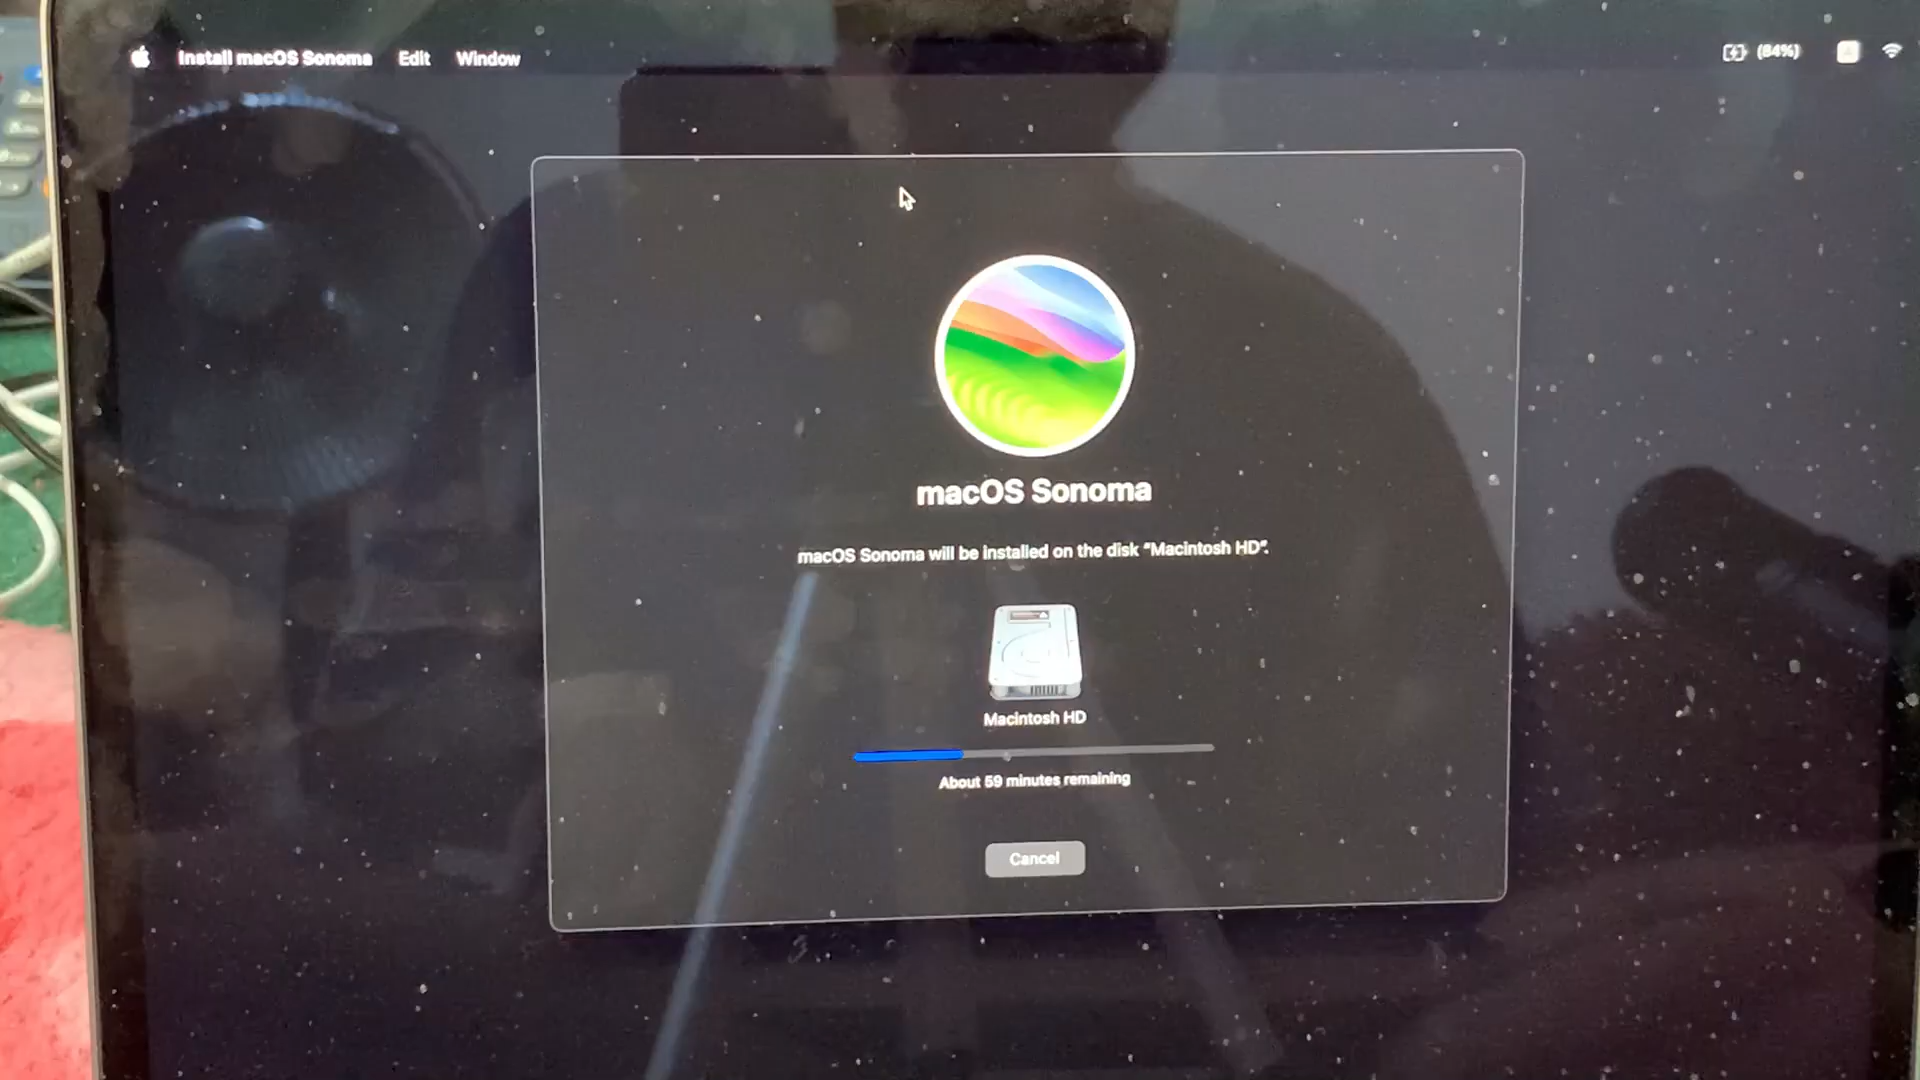 Install macOS Sonoma Edit Window (84%)
macOS Sonoma
macOS Sonoma will be installed on the disk “Macintosh HD”.
Macintosh HD
About 59 minutes remaining
Cancel